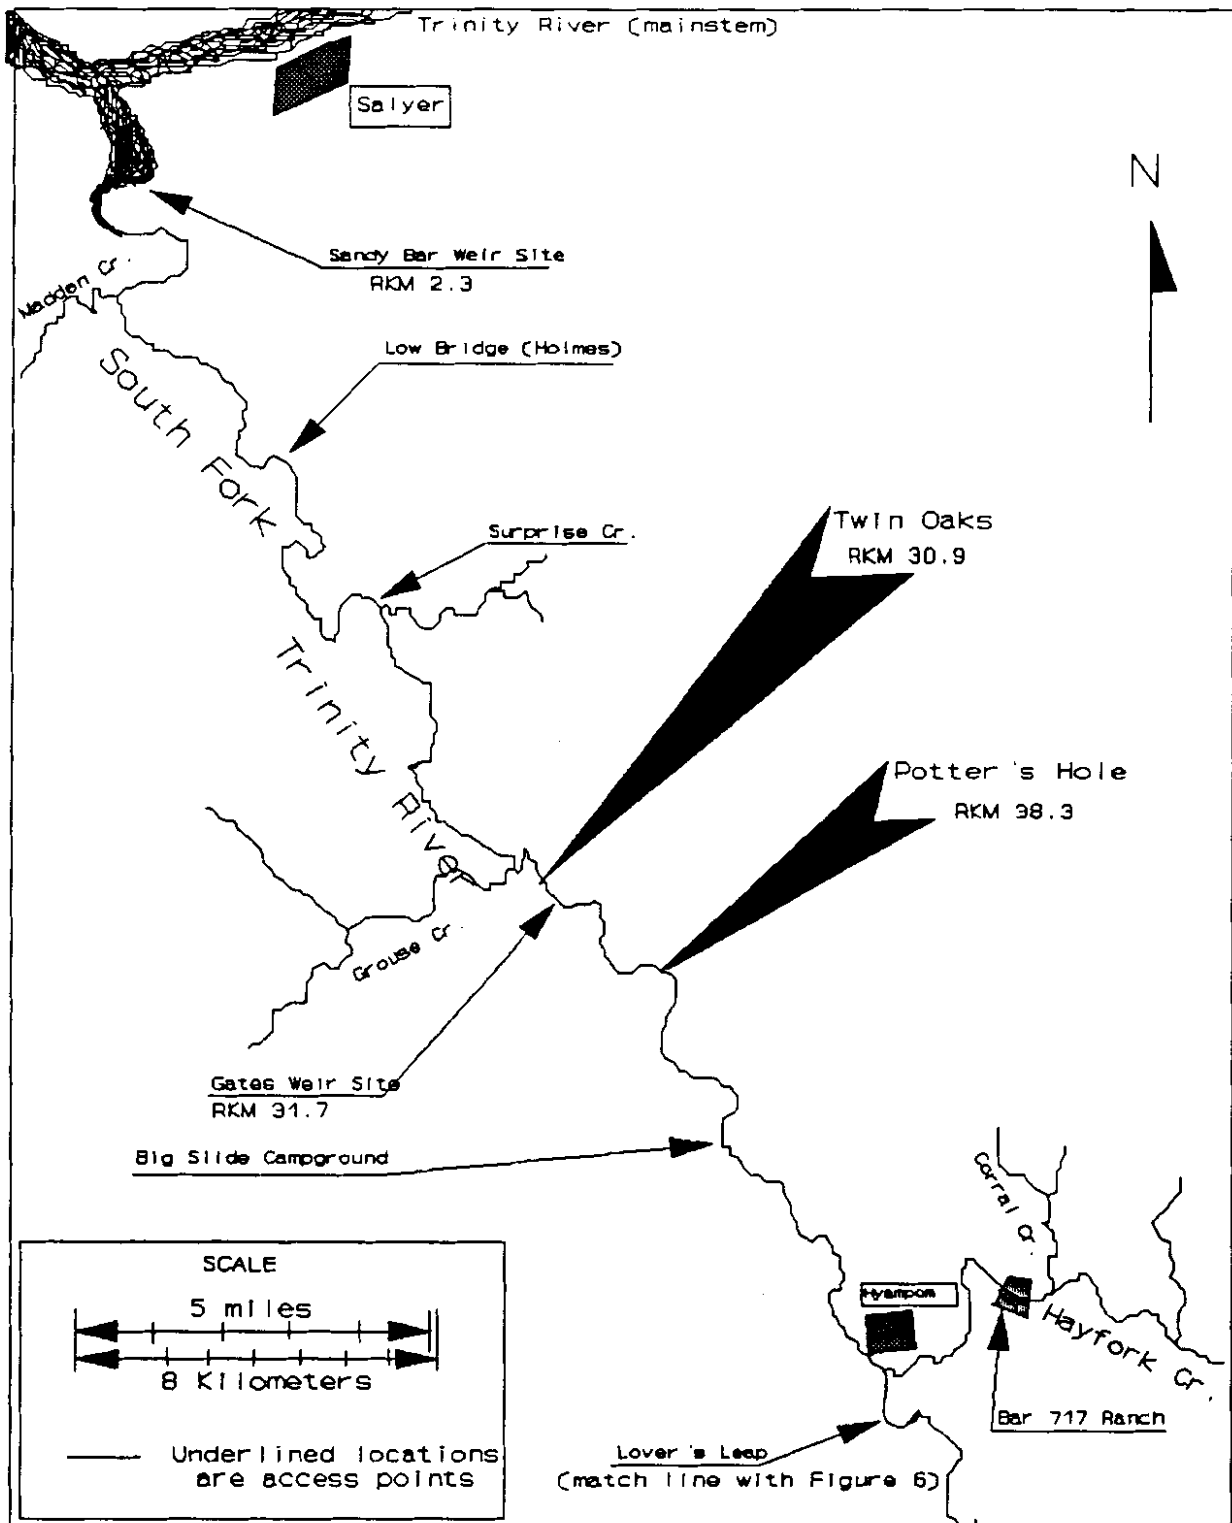 Trinity River (mainstem)
Salyer
N
Sandy Bar Weir Site
RKM 2.3
Madden Cr.
Low Bridge (Holmes)
South Fork
Trinity River
Surprise Cr.
Twin Oaks
RKM 30.9
Potter's Hole
RKM 38.3
Grouse Cr.
Gates Weir Site
RKM 31.7
Big Slide Campground
Corral Cr.
Hyampom
Hayfork Cr.
Bar 717 Ranch
Lover's Leap
(match line with Figure 6)
SCALE
5 miles
8 Kilometers
Underlined locations
are access points